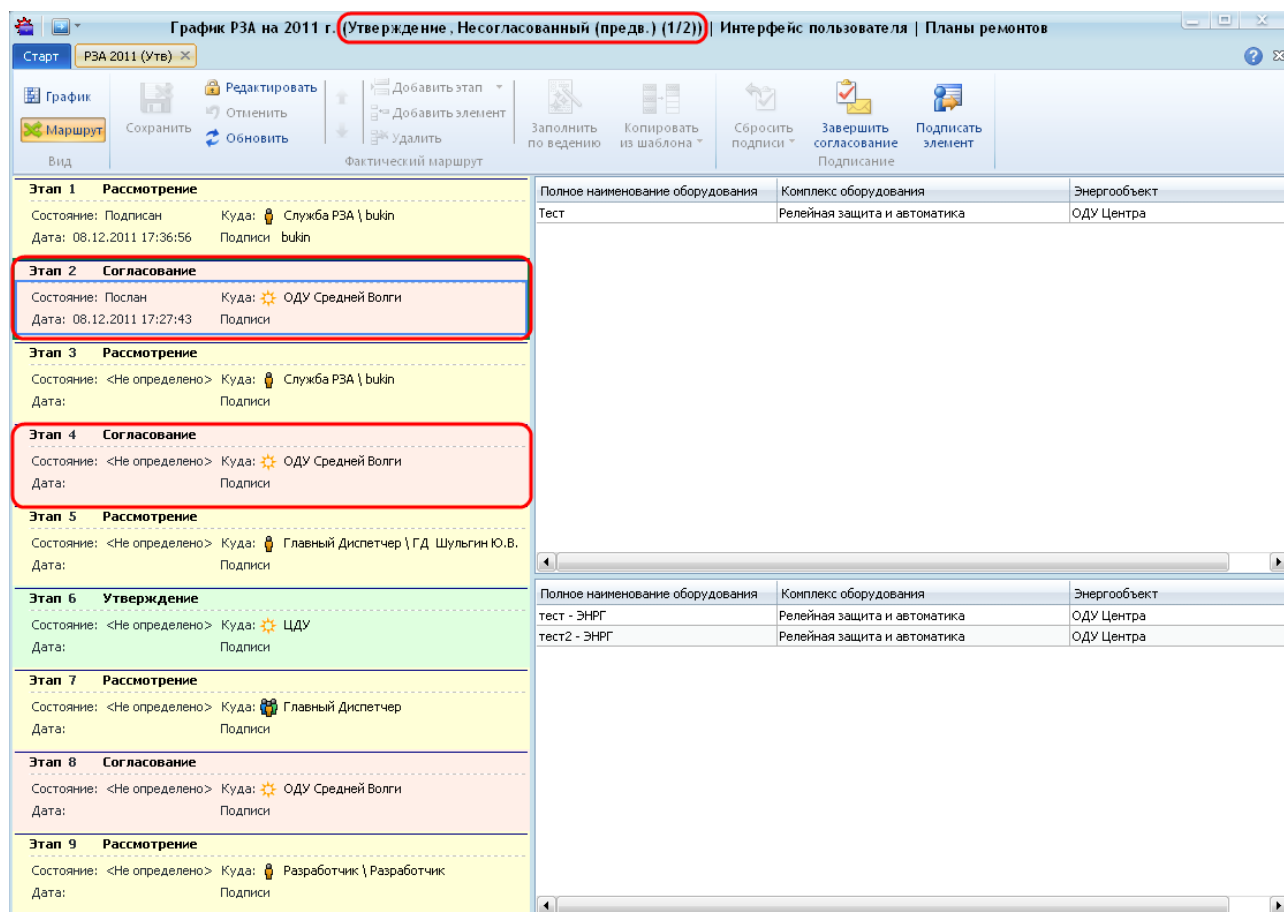 График РЗА на 2011 г. (Утверждение , Несогласованный (предв.) (1/2)) | Интерфейс пользователя | Планы ремонтов
Старт
РЗА 2011 (Утв)
График
Маршрут
Вид
Сохранить
Редактировать
Отменить
Обновить
Добавить этап
Добавить элемент
Удалить
Фактический маршрут
Заполнить
по ведению
Копировать
из шаблона
Сбросить
подписи
Завершить
согласование
Подписать
элемент
Подписание
Этап 1 Рассмотрение
Состояние: Подписан Куда: Служба РЗА \ bukin
Дата: 08.12.2011 17:36:56 Подписи bukin
Этап 2 Согласование
Состояние: Послан Куда: ОДУ Средней Волги
Дата: 08.12.2011 17:27:43 Подписи
Этап 3 Рассмотрение
Состояние: <Не определено> Куда: Служба РЗА \ bukin
Дата: Подписи
Этап 4 Согласование
Состояние: <Не определено> Куда: ОДУ Средней Волги
Дата: Подписи
Этап 5 Рассмотрение
Состояние: <Не определено> Куда: Главный Диспетчер \ ГД Шульгин Ю.В.
Дата: Подписи
Этап 6 Утверждение
Состояние: <Не определено> Куда: ЦДУ
Дата: Подписи
Этап 7 Рассмотрение
Состояние: <Не определено> Куда: Главный Диспетчер
Дата: Подписи
Этап 8 Согласование
Состояние: <Не определено> Куда: ОДУ Средней Волги
Дата: Подписи
Этап 9 Рассмотрение
Состояние: <Не определено> Куда: Разработчик \ Разработчик
Дата: Подписи
Полное наименование оборудования Комплекс оборудования Энергообъект
Тест Релейная защита и автоматика ОДУ Центра
Полное наименование оборудования Комплекс оборудования Энергообъект
тест - ЭНРГ Релейная защита и автоматика ОДУ Центра
тест2 - ЭНРГ Релейная защита и автоматика ОДУ Центра